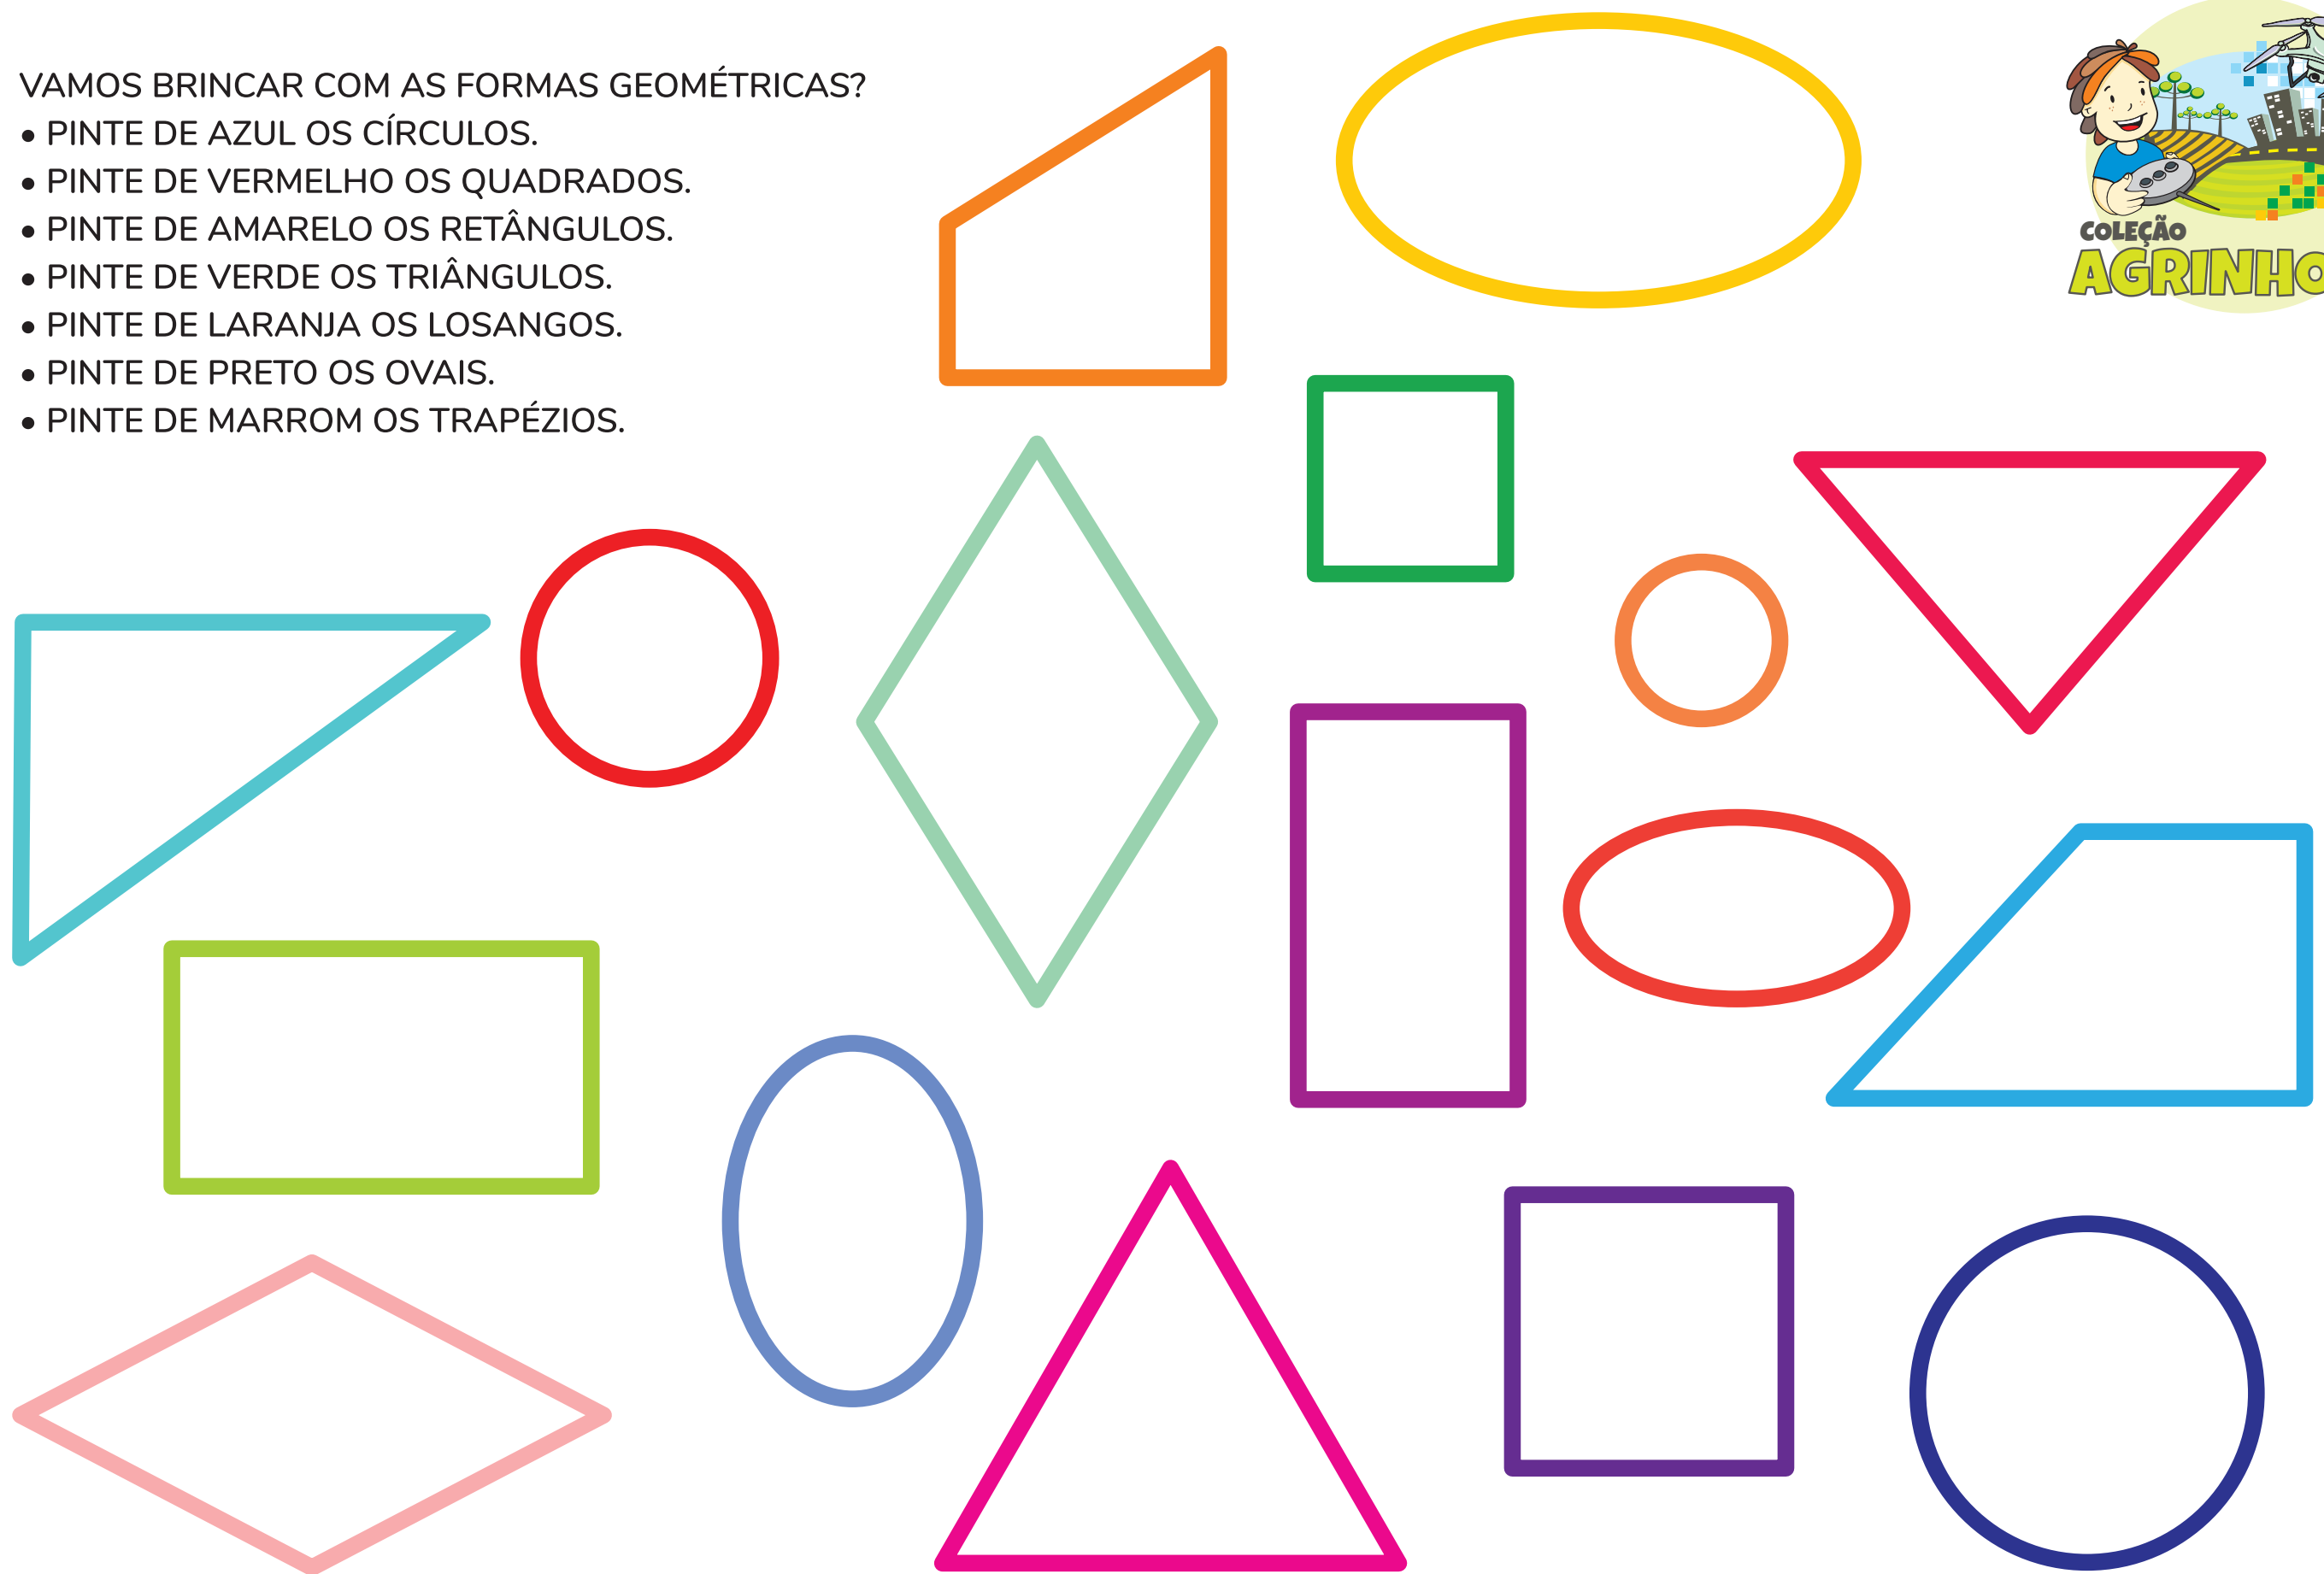 VAMOS BRINCAR COM AS FORMAS GEOMÉTRICAS?
• PINTE DE AZUL OS CÍRCULOS.
• PINTE DE VERMELHO OS QUADRADOS.
• PINTE DE AMARELO OS RETÂNGULOS.
• PINTE DE VERDE OS TRIÂNGULOS.
• PINTE DE LARANJA OS LOSANGOS.
• PINTE DE PRETO OS OVAIS.
• PINTE DE MARROM OS TRAPÉZIOS.
COLEÇÃO
AGRINHO